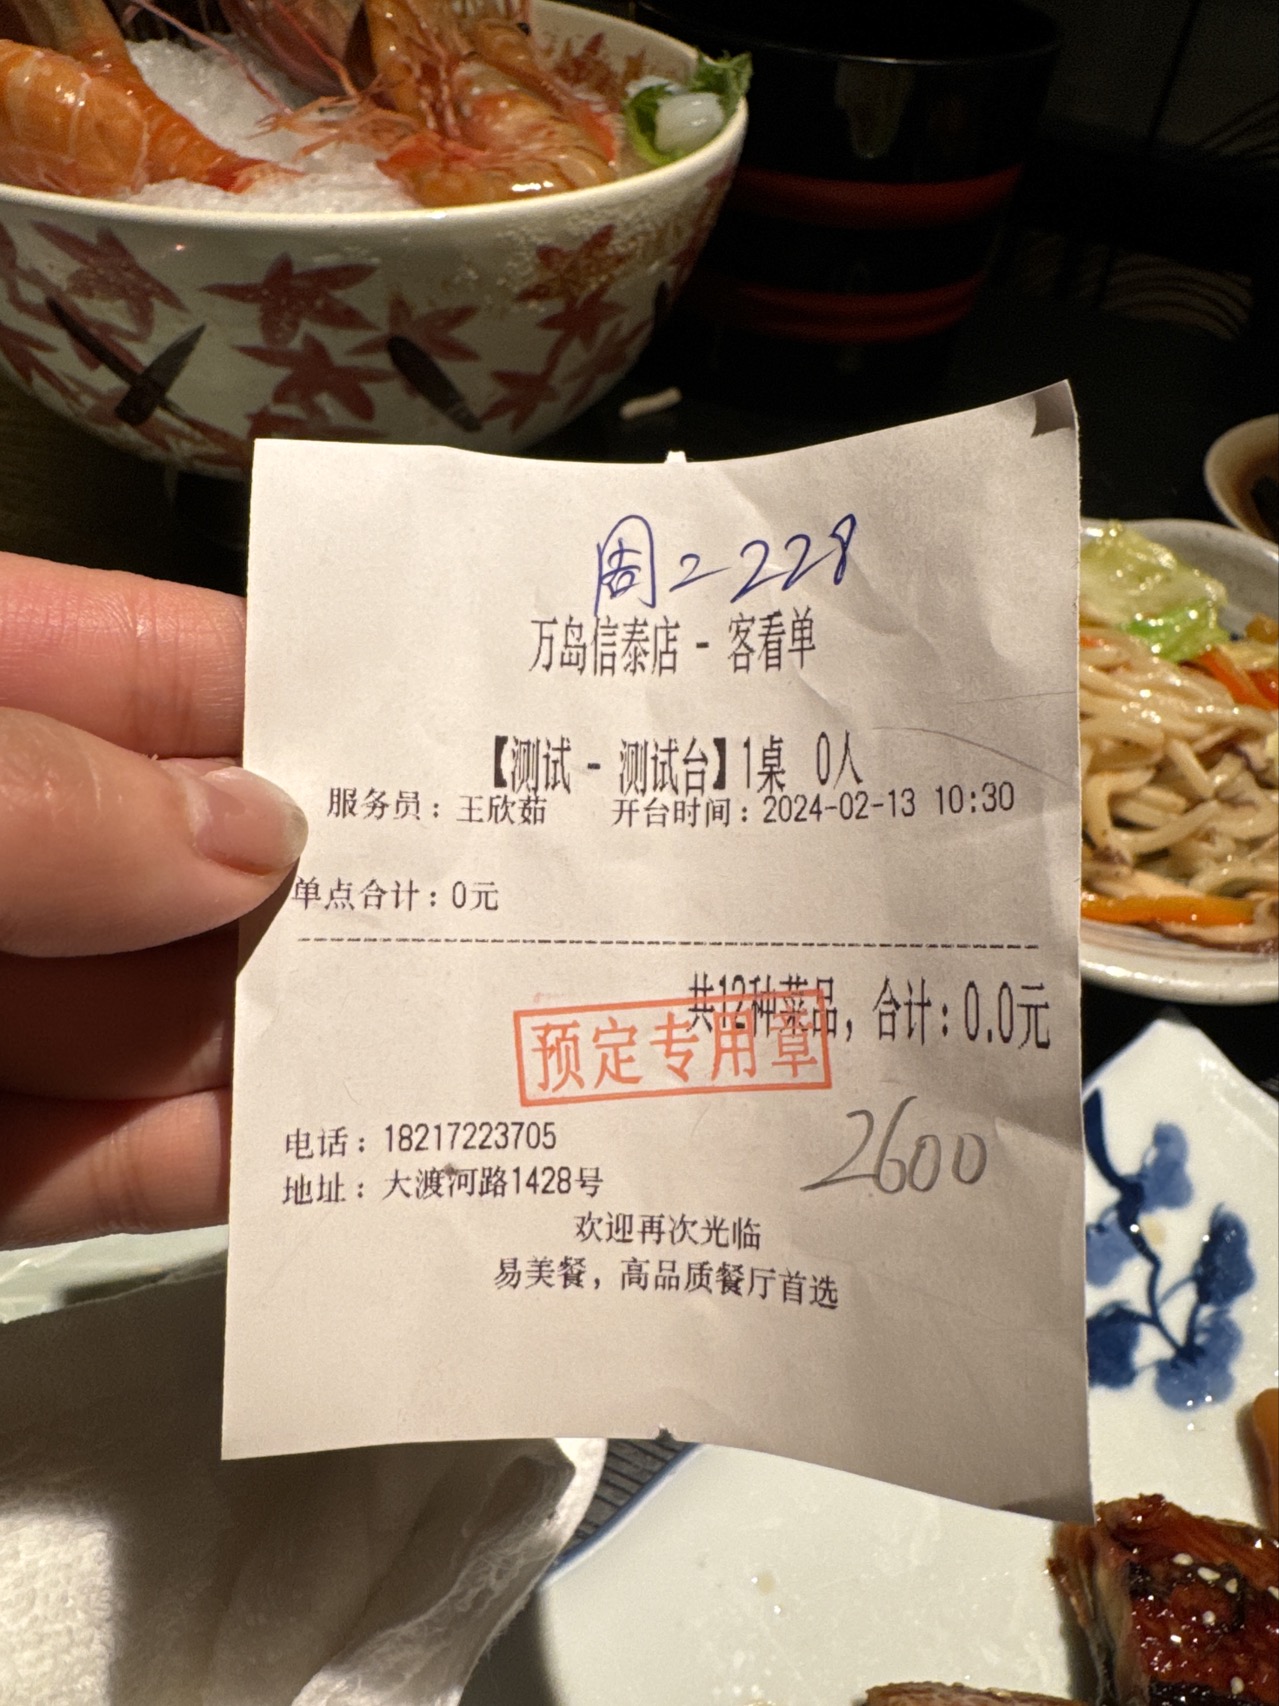 周二 228
万岛信泰店 - 客看单
【测试 - 测试台】1桌 0人
服务员：王欣茹 开台时间：2024-02-13 10:30
单点合计：0元
共12种菜品，合计：0.0元
预定专用章
2600
电话：18217223705
地址：大渡河路1428号
欢迎再次光临
易美餐，高品质餐厅首选